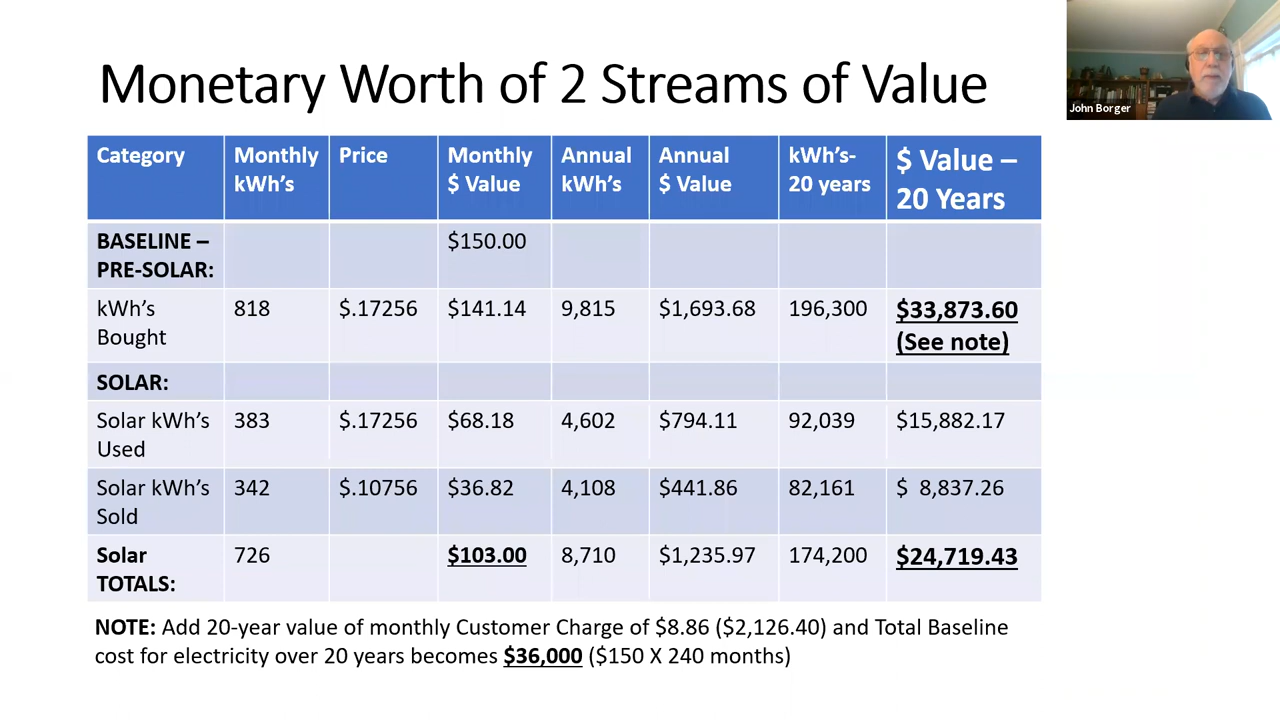 Monetary Worth of 2 Streams of Value
John Borger
Category Monthly kWh's Price Monthly $ Value Annual kWh's Annual $ Value kWh's-20 years $ Value – 20 Years
BASELINE – PRE-SOLAR: $150.00
kWh's Bought 818 $.17256 $141.14 9,815 $1,693.68 196,300 $33,873.60 (See note)
SOLAR:
Solar kWh's Used 383 $.17256 $68.18 4,602 $794.11 92,039 $15,882.17
Solar kWh's Sold 342 $.10756 $36.82 4,108 $441.86 82,161 $ 8,837.26
Solar TOTALS: 726 $103.00 8,710 $1,235.97 174,200 $24,719.43
NOTE: Add 20-year value of monthly Customer Charge of $8.86 ($2,126.40) and Total Baseline
cost for electricity over 20 years becomes $36,000 ($150 X 240 months)